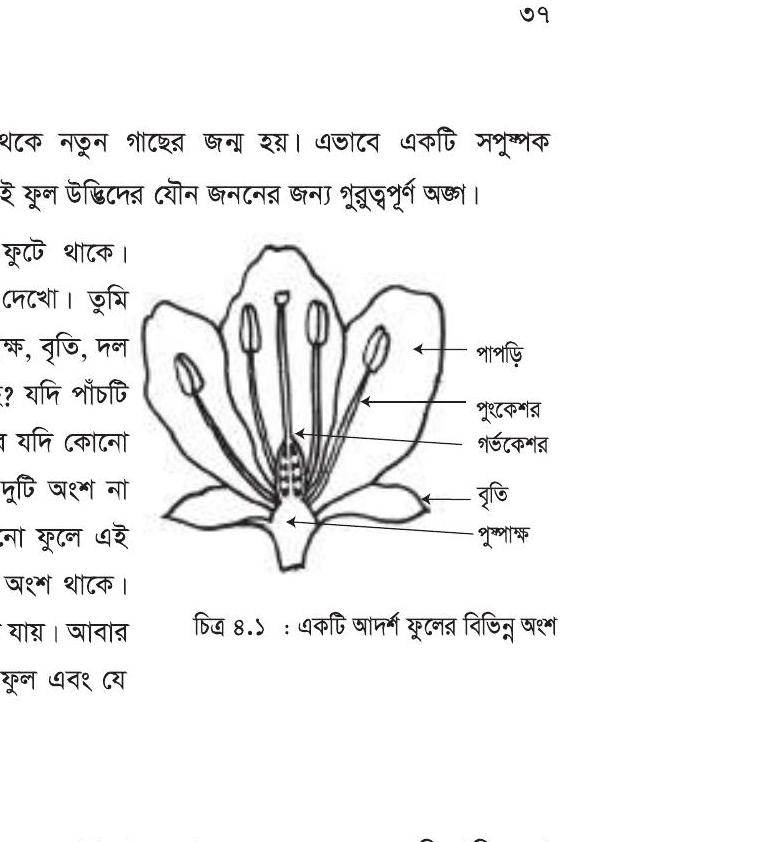 ৩৭
থেকে নতুন গাছের জন্ম হয়। এভাবে একটি সপুষ্পক
ই ফুল উদ্ভিদের যৌন জননের জন্য গুরুত্বপূর্ণ অঙ্গ।
ফুটে থাকে।
দেখো। তুমি
ক্ষ, বৃতি, দল
? যদি পাঁচটি
যদি কোনো
দুটি অংশ না
নো ফুলে এই
অংশ থাকে।
যায়। আবার
ফুল এবং যে
পাপড়ি
পুংকেশর
গর্ভকেশর
বৃতি
পুষ্পাক্ষ
চিত্র ৪.১ : একটি আদর্শ ফুলের বিভিন্ন অংশ